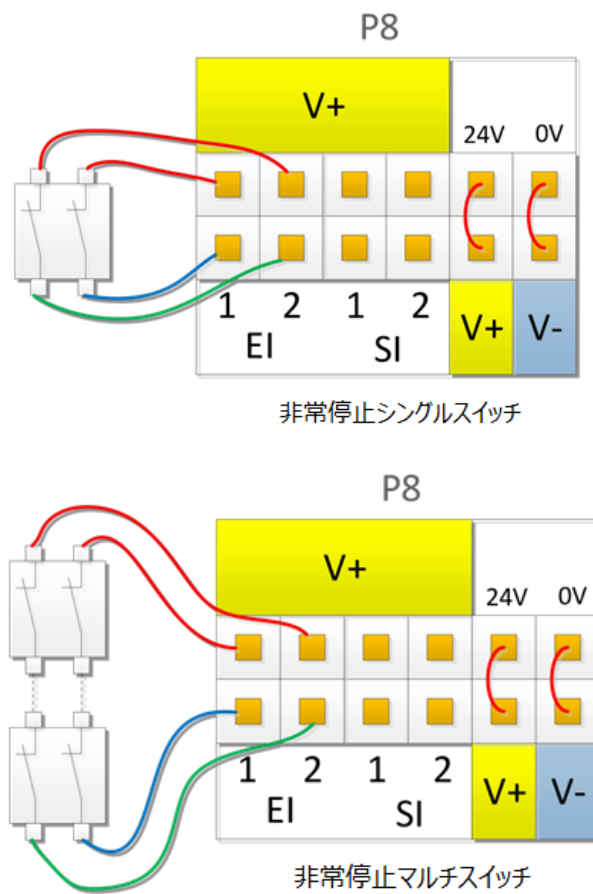 P8
V+
24V 0V
1 2 1 2
EI SI
V+ V-
非常停止シングルスイッチ
P8
V+
24V 0V
1 2 1 2
EI SI
V+ V-
非常停止マルチスイッチ